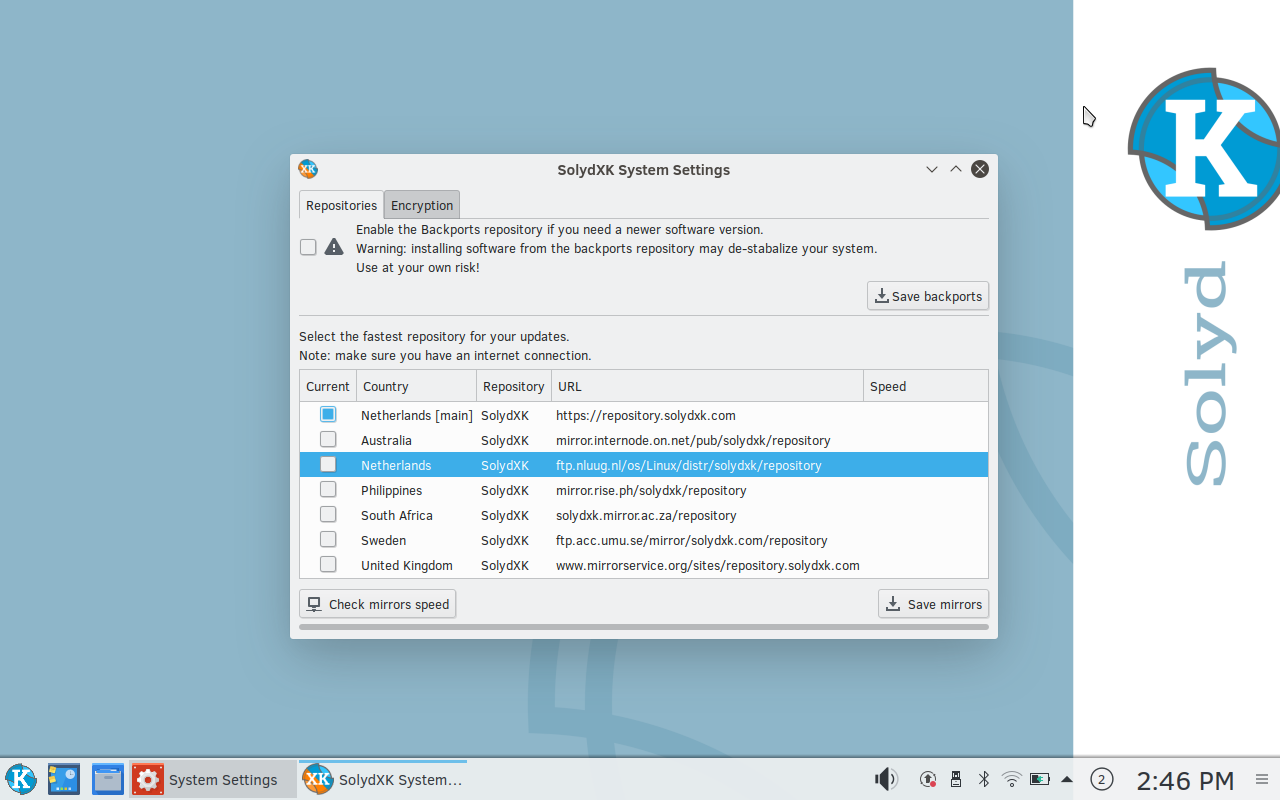 K
Solyd
SolydXK System Settings
Repositories
Encryption
Enable the Backports repository if you need a newer software version.
Warning: installing software from the backports repository may de-stabalize your system.
Use at your own risk!
Save backports
Select the fastest repository for your updates.
Note: make sure you have an internet connection.
Current Country Repository URL Speed
Netherlands [main] SolydXK https://repository.solydxk.com
Australia SolydXK mirror.internode.on.net/pub/solydxk/repository
Netherlands SolydXK ftp.nluug.nl/os/Linux/distr/solydxk/repository
Philippines SolydXK mirror.rise.ph/solydxk/repository
South Africa SolydXK solydxk.mirror.ac.za/repository
Sweden SolydXK ftp.acc.umu.se/mirror/solydxk.com/repository
United Kingdom SolydXK www.mirrorservice.org/sites/repository.solydxk.com
Check mirrors speed
Save mirrors
K
System Settings
XK
SolydXK System...
2
2:46 PM